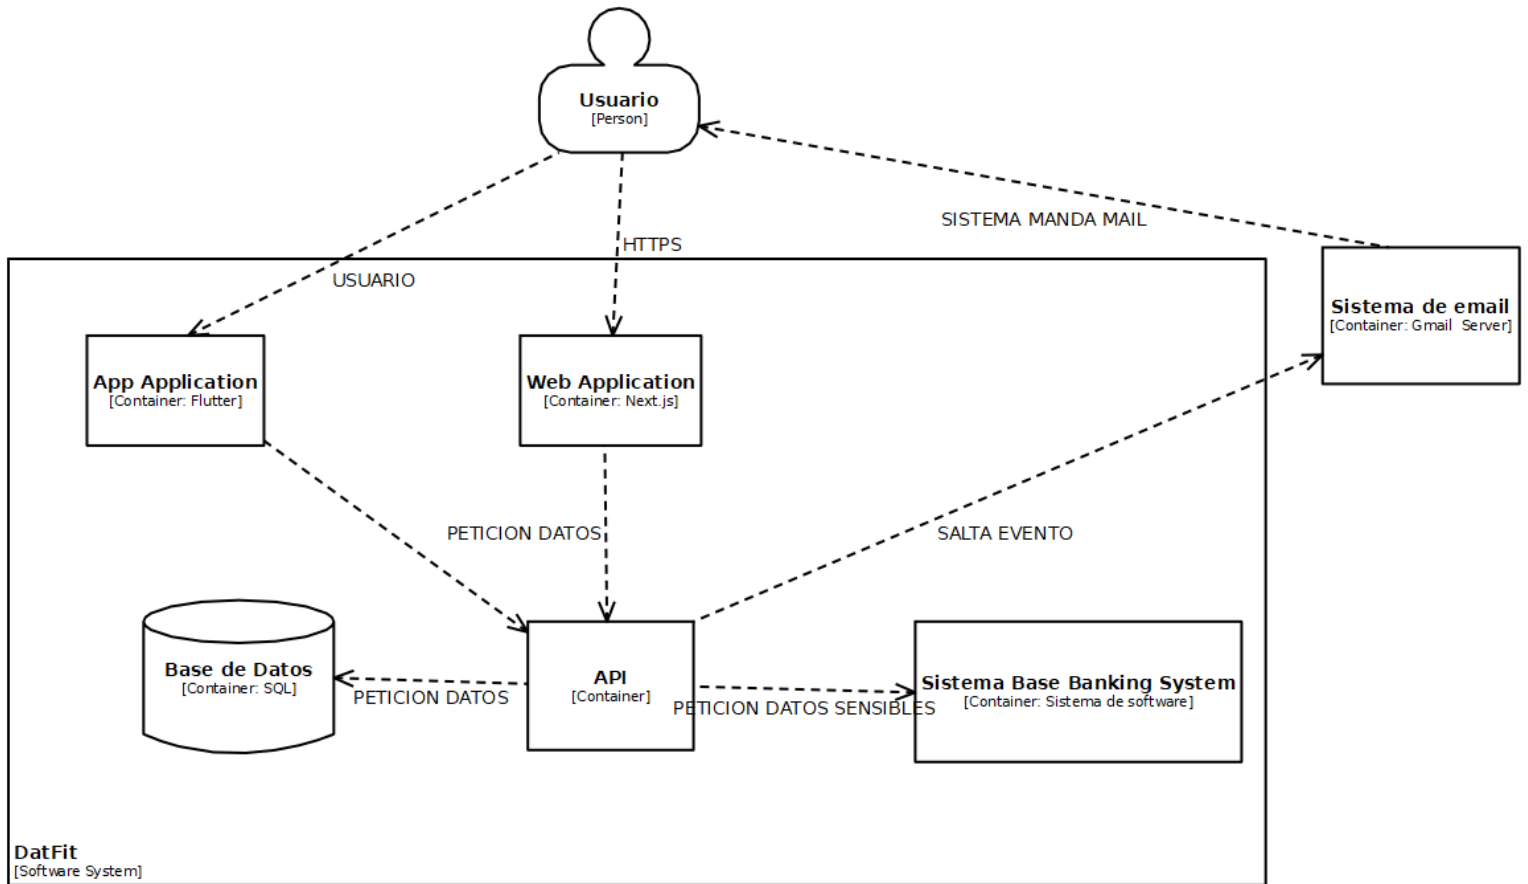 Usuario
[Person]
SISTEMA MANDA MAIL
HTTPS
USUARIO
Sistema de email
[Container: Gmail  Server]
App Application
[Container: Flutter]
Web Application
[Container: Next.js]
PETICION DATOS
SALTA EVENTO
Base de Datos
[Container: SQL]
PETICION DATOS
API
[Container]
PETICION DATOS SENSIBLES
Sistema Base Banking System
[Container: Sistema de software]
DatFit
[Software System]